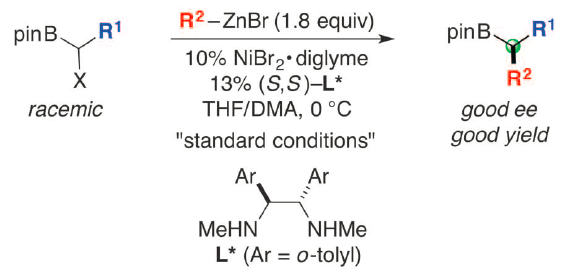 pinB R¹ X racemic
R²–ZnBr (1.8 equiv)
10% NiBr₂•diglyme
13% (S,S)–L*
THF/DMA, 0 °C
"standard conditions"
pinB R¹ R²
good ee
good yield
Ar Ar
MeHN NHMe
L* (Ar = o-tolyl)